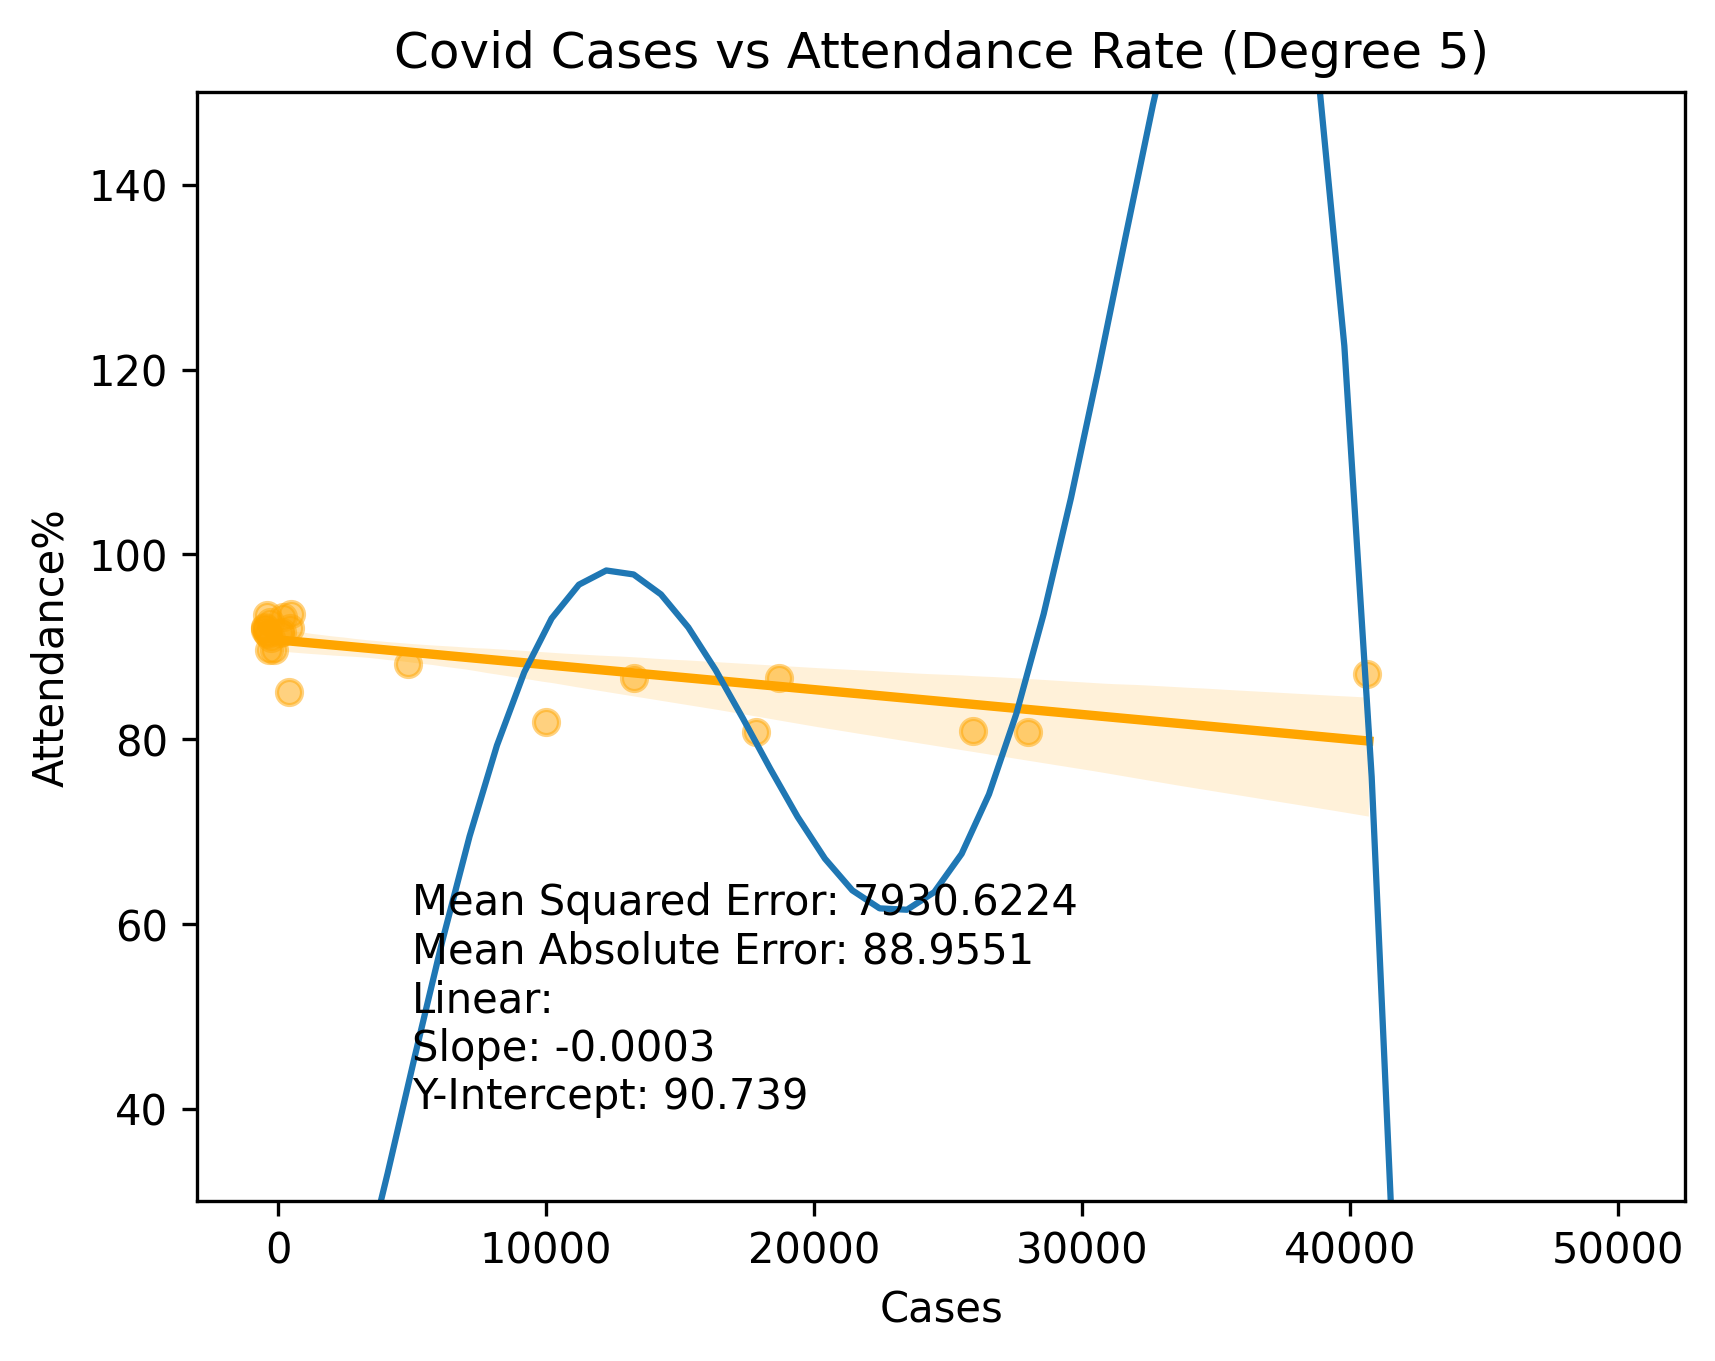 Covid Cases vs Attendance Rate (Degree 5)
140
120
100
80
60
40
Attendance%
Mean Squared Error: 7930.6224
Mean Absolute Error: 88.9551
Linear:
Slope: -0.0003
Y-Intercept: 90.739
0 10000 20000 30000 40000 50000
Cases